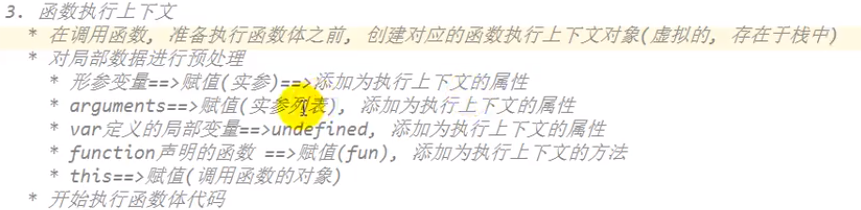 3. 函数执行上下文
* 在调用函数, 准备执行函数体之前, 创建对应的函数执行上下文对象(虚拟的, 存在于栈中)
* 对局部数据进行预处理
* 形参变量==>赋值(实参)==>添加为执行上下文的属性
* arguments==>赋值(实参列表), 添加为执行上下文的属性
* var定义的局部变量==>undefined, 添加为执行上下文的属性
* function声明的函数 ==>赋值(fun), 添加为执行上下文的方法
* this==>赋值(调用函数的对象)
* 开始执行函数体代码